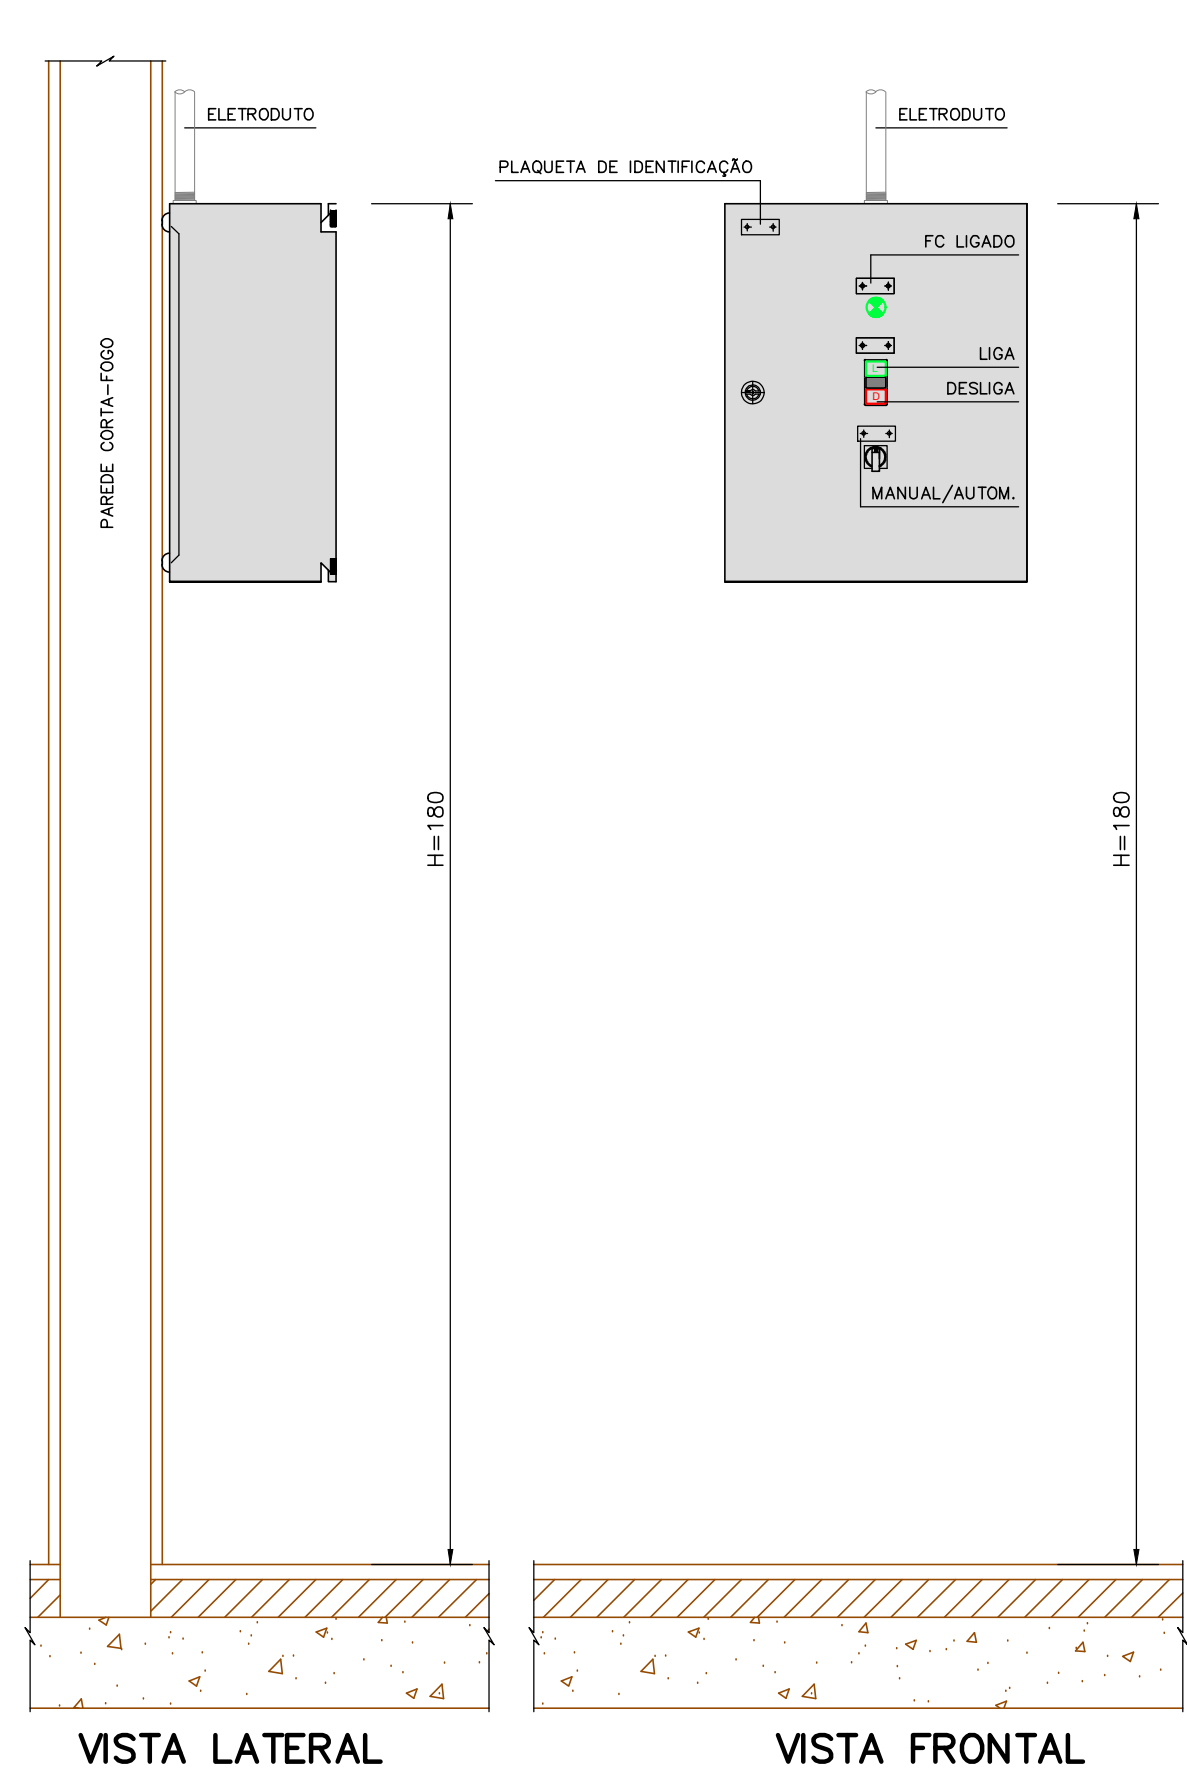 ELETRODUTO
ELETRODUTO
PLAQUETA DE IDENTIFICAÇÃO
FC LIGADO
PAREDE CORTA-FOGO
LIGA
L
DESLIGA
D
MANUAL/AUTOM.
H=180
H=180
VISTA LATERAL
VISTA FRONTAL